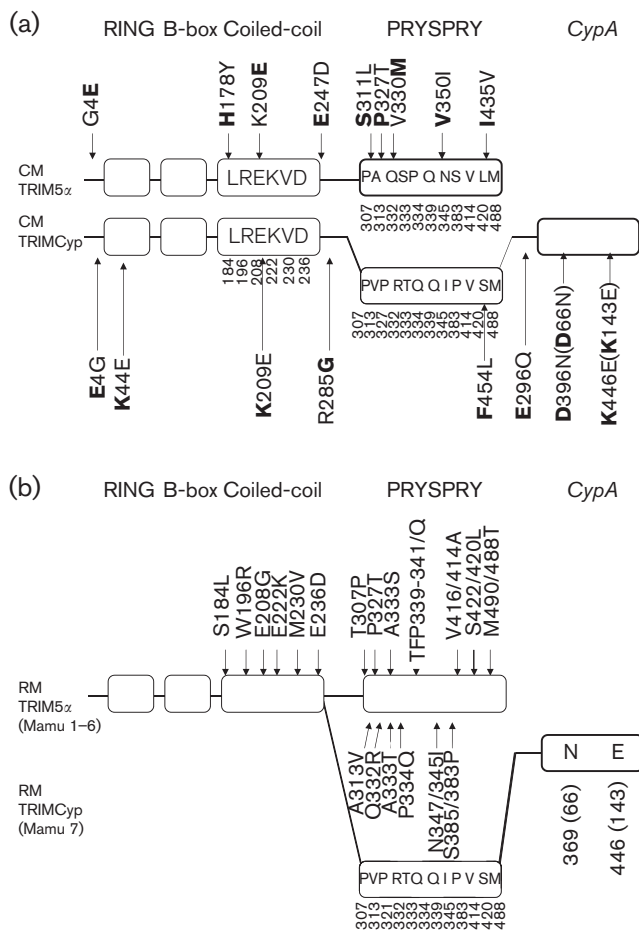 (a)
RING B-box Coiled-coil PRYSPRY CypA
G4E
H178Y
K209E
E247D
S311L
P327T
V330M
V350I
I435V
CM
TRIM5α
LREKVD
PA QSP Q NS V LM
307
313
332
333
334
339
345
383
414
420
488
CM
TRIMCyp
LREKVD
184
196
208
222
230
236
PVP RTQ Q I P V SM
307
313
327
332
333
334
339
345
383
414
420
488
E4G
K44E
K209E
R285G
F454L
E296Q
D396N(D66N)
K446E(K143E)
(b)
RING B-box Coiled-coil PRYSPRY CypA
S184L
W196R
E208G
E222K
M230V
E236D
T307P
P327T
A333S
TFP339-341/Q
V416/414A
S422/420L
M490/488T
RM
TRIM5α
(Mamu 1–6)
A313V
Q332R
A333T
P334Q
N347/345I
S385/383P
RM
TRIMCyp
(Mamu 7)
N E
369 (66)
446 (143)
PVP RTQ Q I P V SM
307
313
321
332
333
334
339
345
383
414
420
488